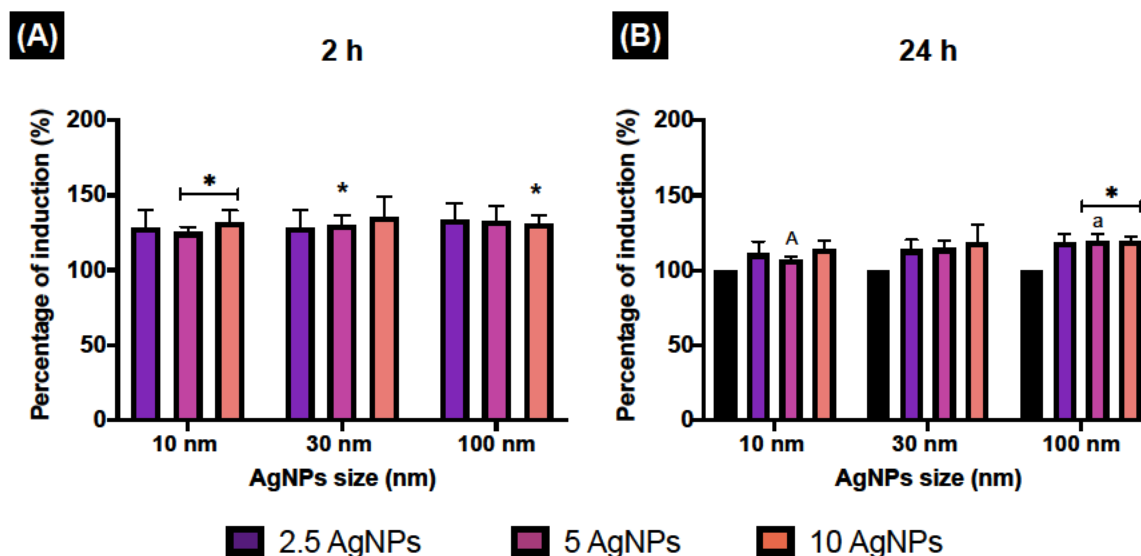 (A)
2 h
Percentage of induction (%)
200
150
100
50
0
*
*
*
10 nm
30 nm
100 nm
AgNPs size (nm)
(B)
24 h
Percentage of induction (%)
200
150
100
50
0
A
a
*
10 nm
30 nm
100 nm
AgNPs size (nm)
2.5 AgNPs
5 AgNPs
10 AgNPs